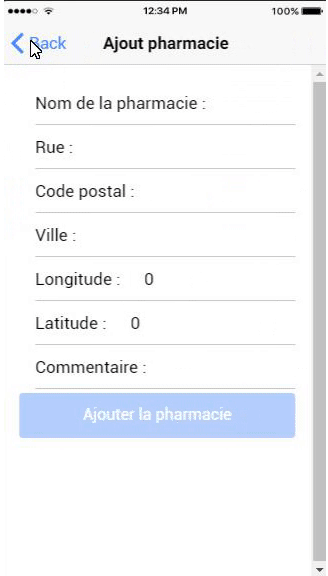 12:34 PM 100%
Back Ajout pharmacie
Nom de la pharmacie :
Rue :
Code postal :
Ville :
Longitude : 0
Latitude : 0
Commentaire :
Ajouter la pharmacie